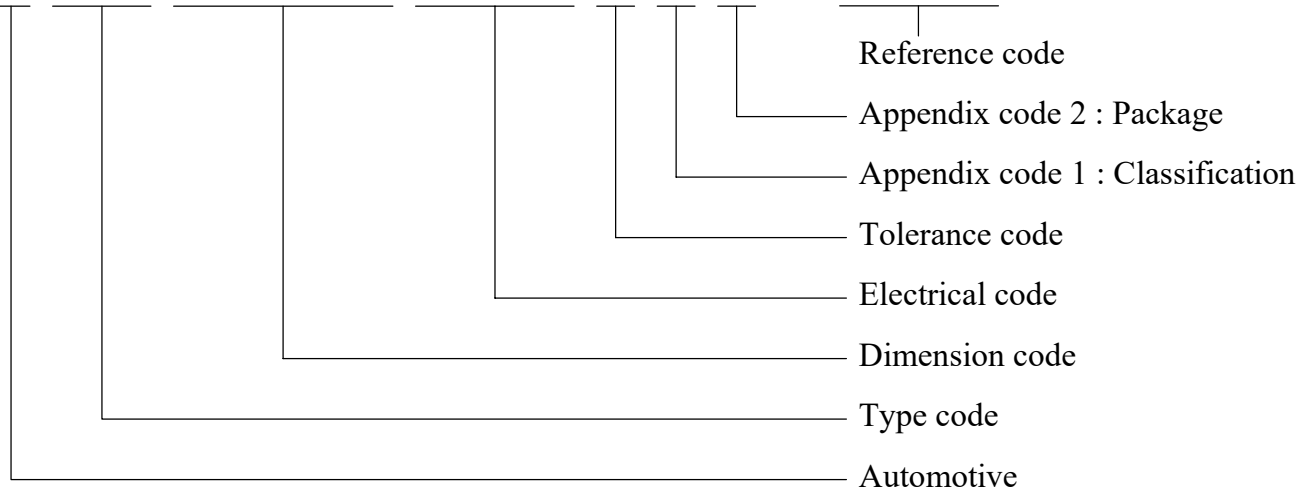 Reference code
Appendix code 2 : Package
Appendix code 1 : Classification
Tolerance code
Electrical code
Dimension code
Type code
Automotive